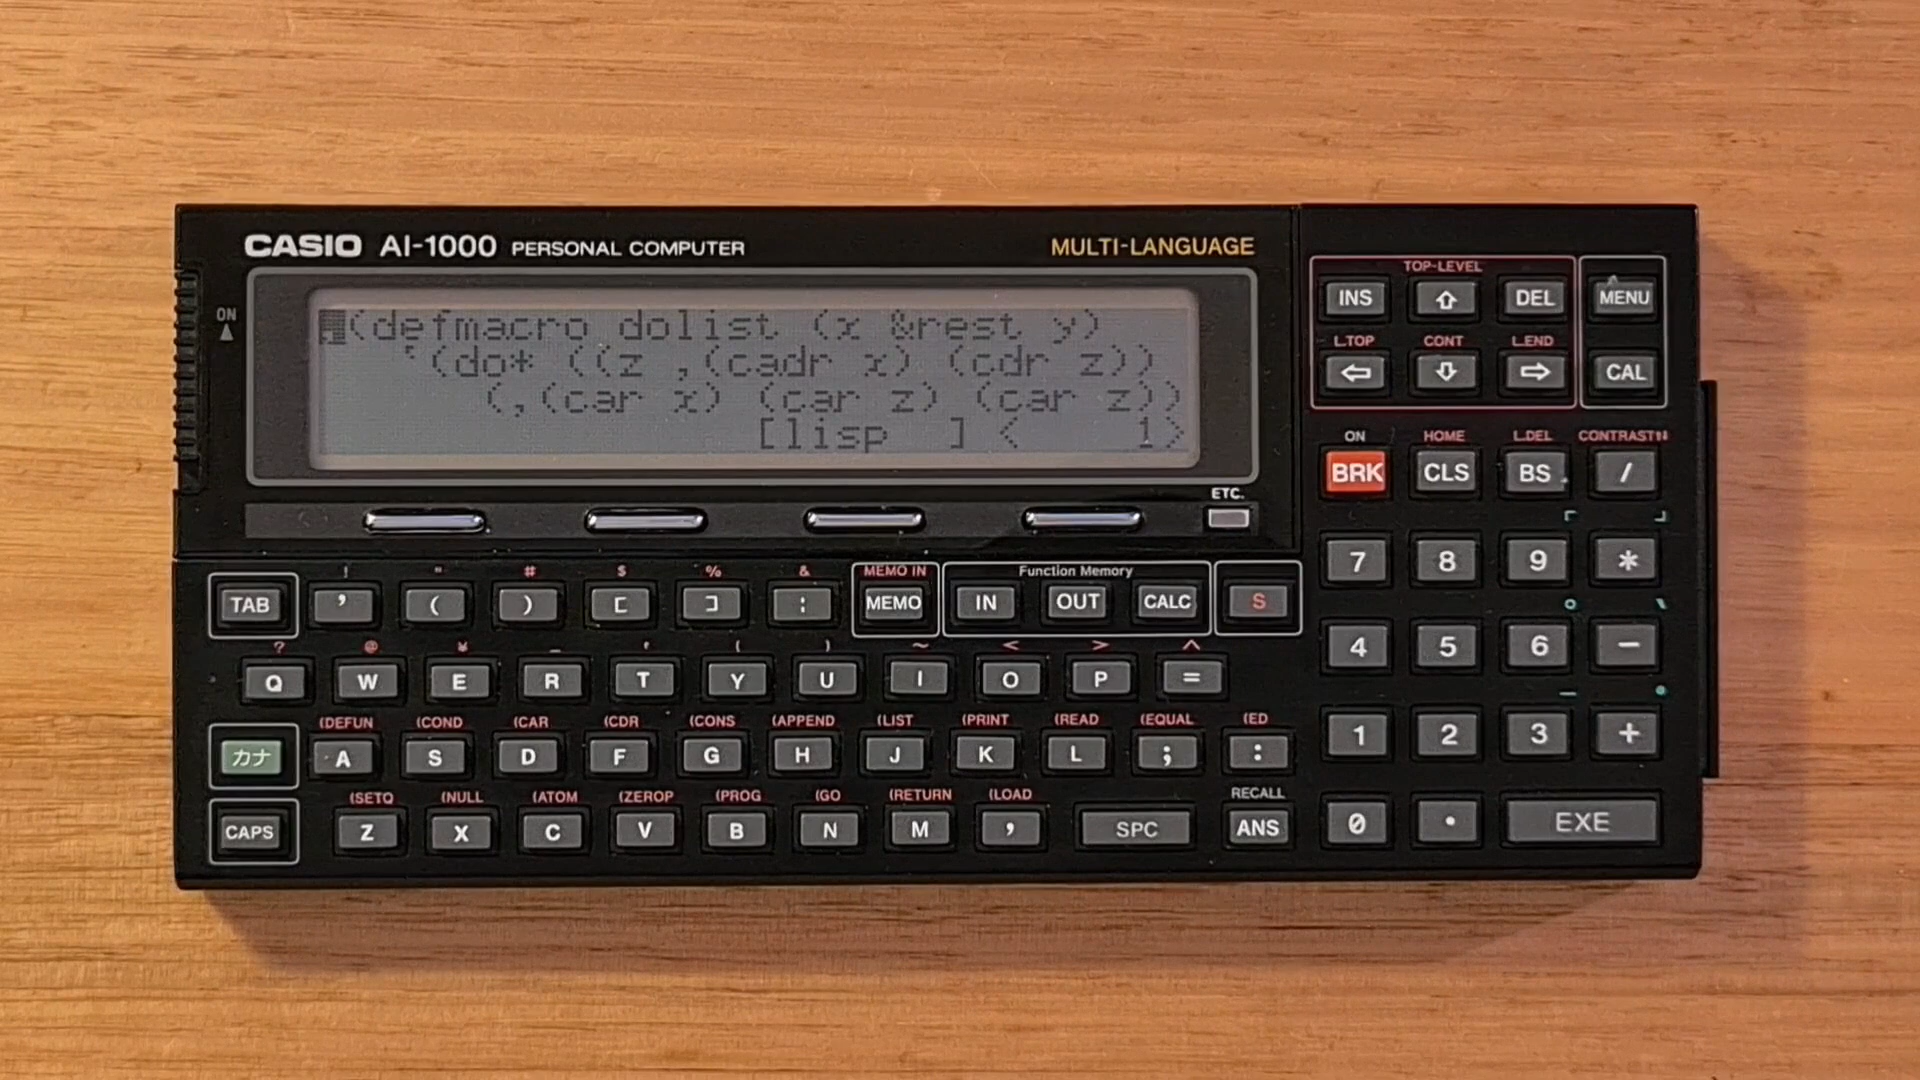 CASIO AI-1000 PERSONAL COMPUTER MULTI-LANGUAGE
ON
(defmacro dolist (x &rest y)
`(do* ((z ,(cadr x) (cdr z))
(,(car x) (car z) (car z))
[lisp ] < 1>
ETC.
TOP-LEVEL
INS ⇧ DEL MENU
L.TOP CONT L.END
⇦ ⇩ ⇨ CAL
ON HOME L.DEL CONTRAST⇅
BRK CLS BS /
「 」
7 8 9 *
4 5 6 -
1 2 3 +
0 . EXE
! " # $ % & MEMO IN Function Memory
TAB ' ( ) [ ] : MEMO IN OUT CALC S
? @ ¥ _ ' { } ~ < > ^
Q W E R T Y U I O P =
(DEFUN (COND (CAR (CDR (CONS (APPEND (LIST (PRINT (READ (EQUAL (ED
カナ A S D F G H J K L ; :
(SETQ (NULL (ATOM (ZEROP (PROG (GO (RETURN (LOAD RECALL
CAPS Z X C V B N M , SPC ANS